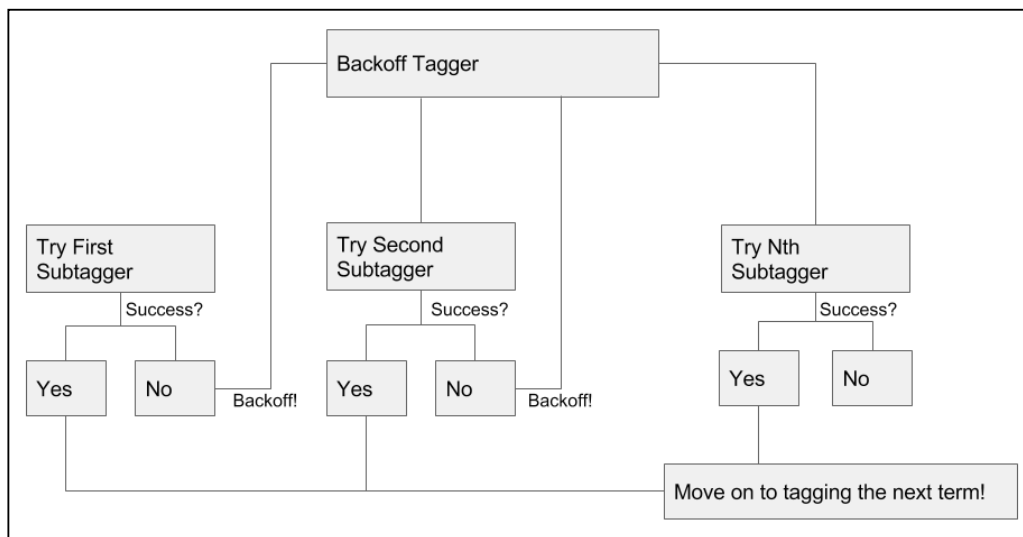 Backoff Tagger
Try First
Subtagger
Try Second
Subtagger
Try Nth
Subtagger
Success?
Success?
Success?
Yes
No
Yes
No
Yes
No
Backoff!
Backoff!
Move on to tagging the next term!